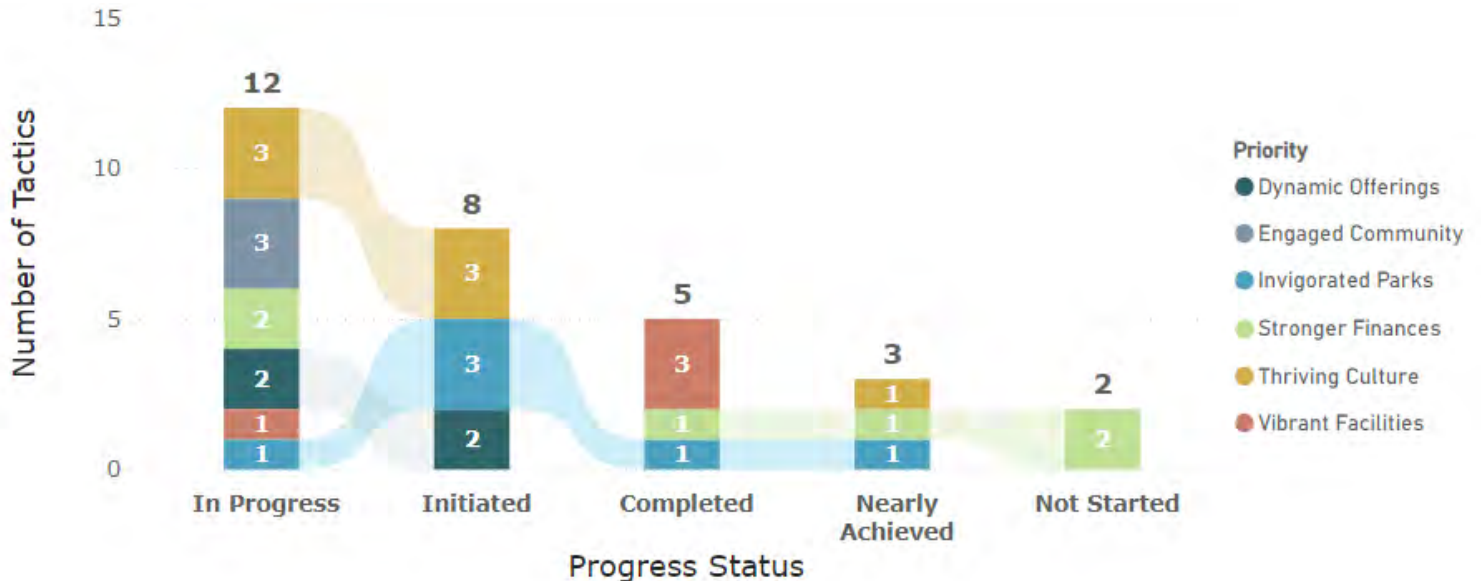 15
12
10
8
5
5
3
2
0
3
3
2
2
1
1
3
3
2
3
1
1
1
1
1
2
Number of Tactics
In Progress
Initiated
Completed
Nearly
Achieved
Not Started
Progress Status
Priority
Dynamic Offerings
Engaged Community
Invigorated Parks
Stronger Finances
Thriving Culture
Vibrant Facilities